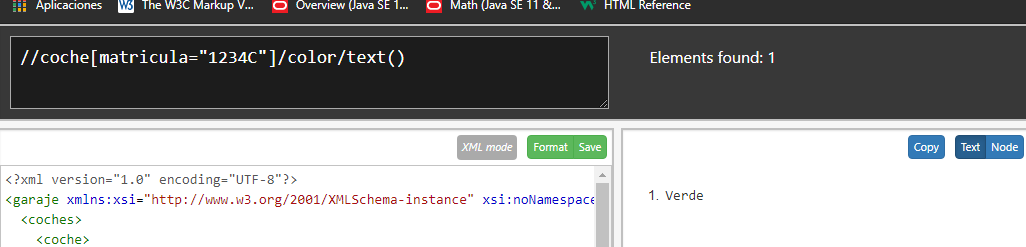 Aplicaciones The W3C Markup V... Overview (Java SE 1... Math (Java SE 11 &... HTML Reference
//coche[matricula="1234C"]/color/text()
Elements found: 1
XML mode Format Save
Copy Text Node
<?xml version="1.0" encoding="UTF-8"?>
<garaje xmlns:xsi="http://www.w3.org/2001/XMLSchema-instance" xsi:noNamespace
<coches>
<coche>
1. Verde